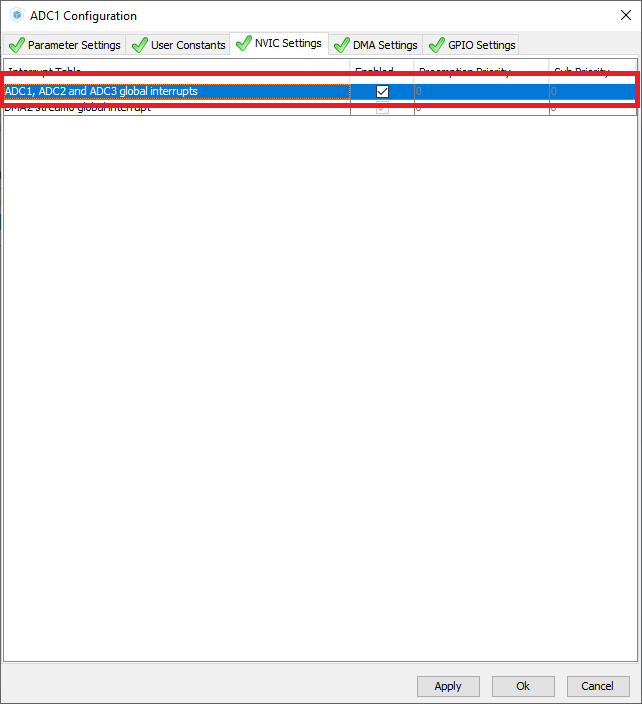 ADC1 Configuration
Parameter Settings
User Constants
NVIC Settings
DMA Settings
GPIO Settings
Interrupt Table Enabled Preemption Priority Sub Priority
ADC1, ADC2 and ADC3 global interrupts 0 0
DMA2 stream0 global interrupt 0 0
Apply Ok Cancel